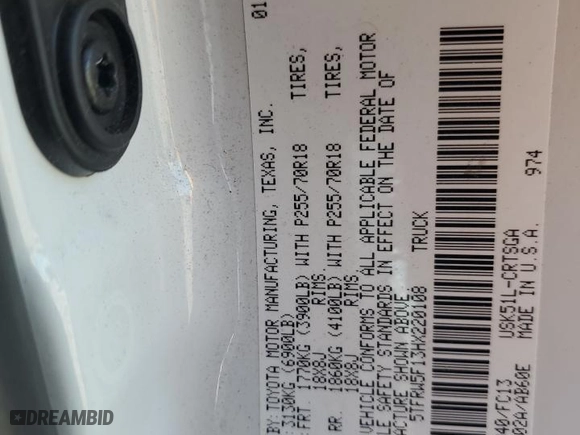 01
BY: TOYOTA MOTOR MANUFACTURING, TEXAS, INC.
3130KG (6900LB)
FRT 1770KG (3900LB) WITH P255/70R18 TIRES,
18X8J RIMS,
RR. 1860KG (4100LB) WITH P255/70R18 TIRES,
18X8J RIMS,
VEHICLE CONFORMS TO ALL APPLICABLE FEDERAL MOTOR
LE SAFETY STANDARDS IN EFFECT ON THE DATE OF
ACTURE SHOWN ABOVE.
5TFRW5F13HX220108 TRUCK
40/FC13 USK51L-CRTSGA
02A/AB60E MADE IN U.S.A. 974
DREAMBID